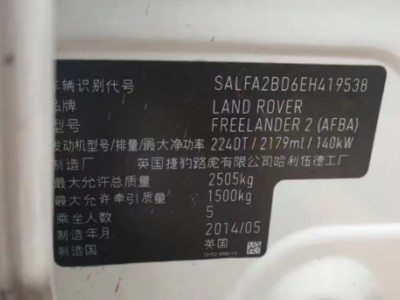 车辆识别代号 SALFA2BD6EH419538
品牌 LAND ROVER
型号 FREELANDER 2 (AFBA)
发动机型号/排量/最大净功率 224DT / 2179ml / 140kW
制造厂 英国捷豹路虎有限公司哈利伍德工厂
最大允许总质量 2505kg
最大允许牵引质量 1500kg
乘坐人数 5
制造年月 2014/05
制造国 英国